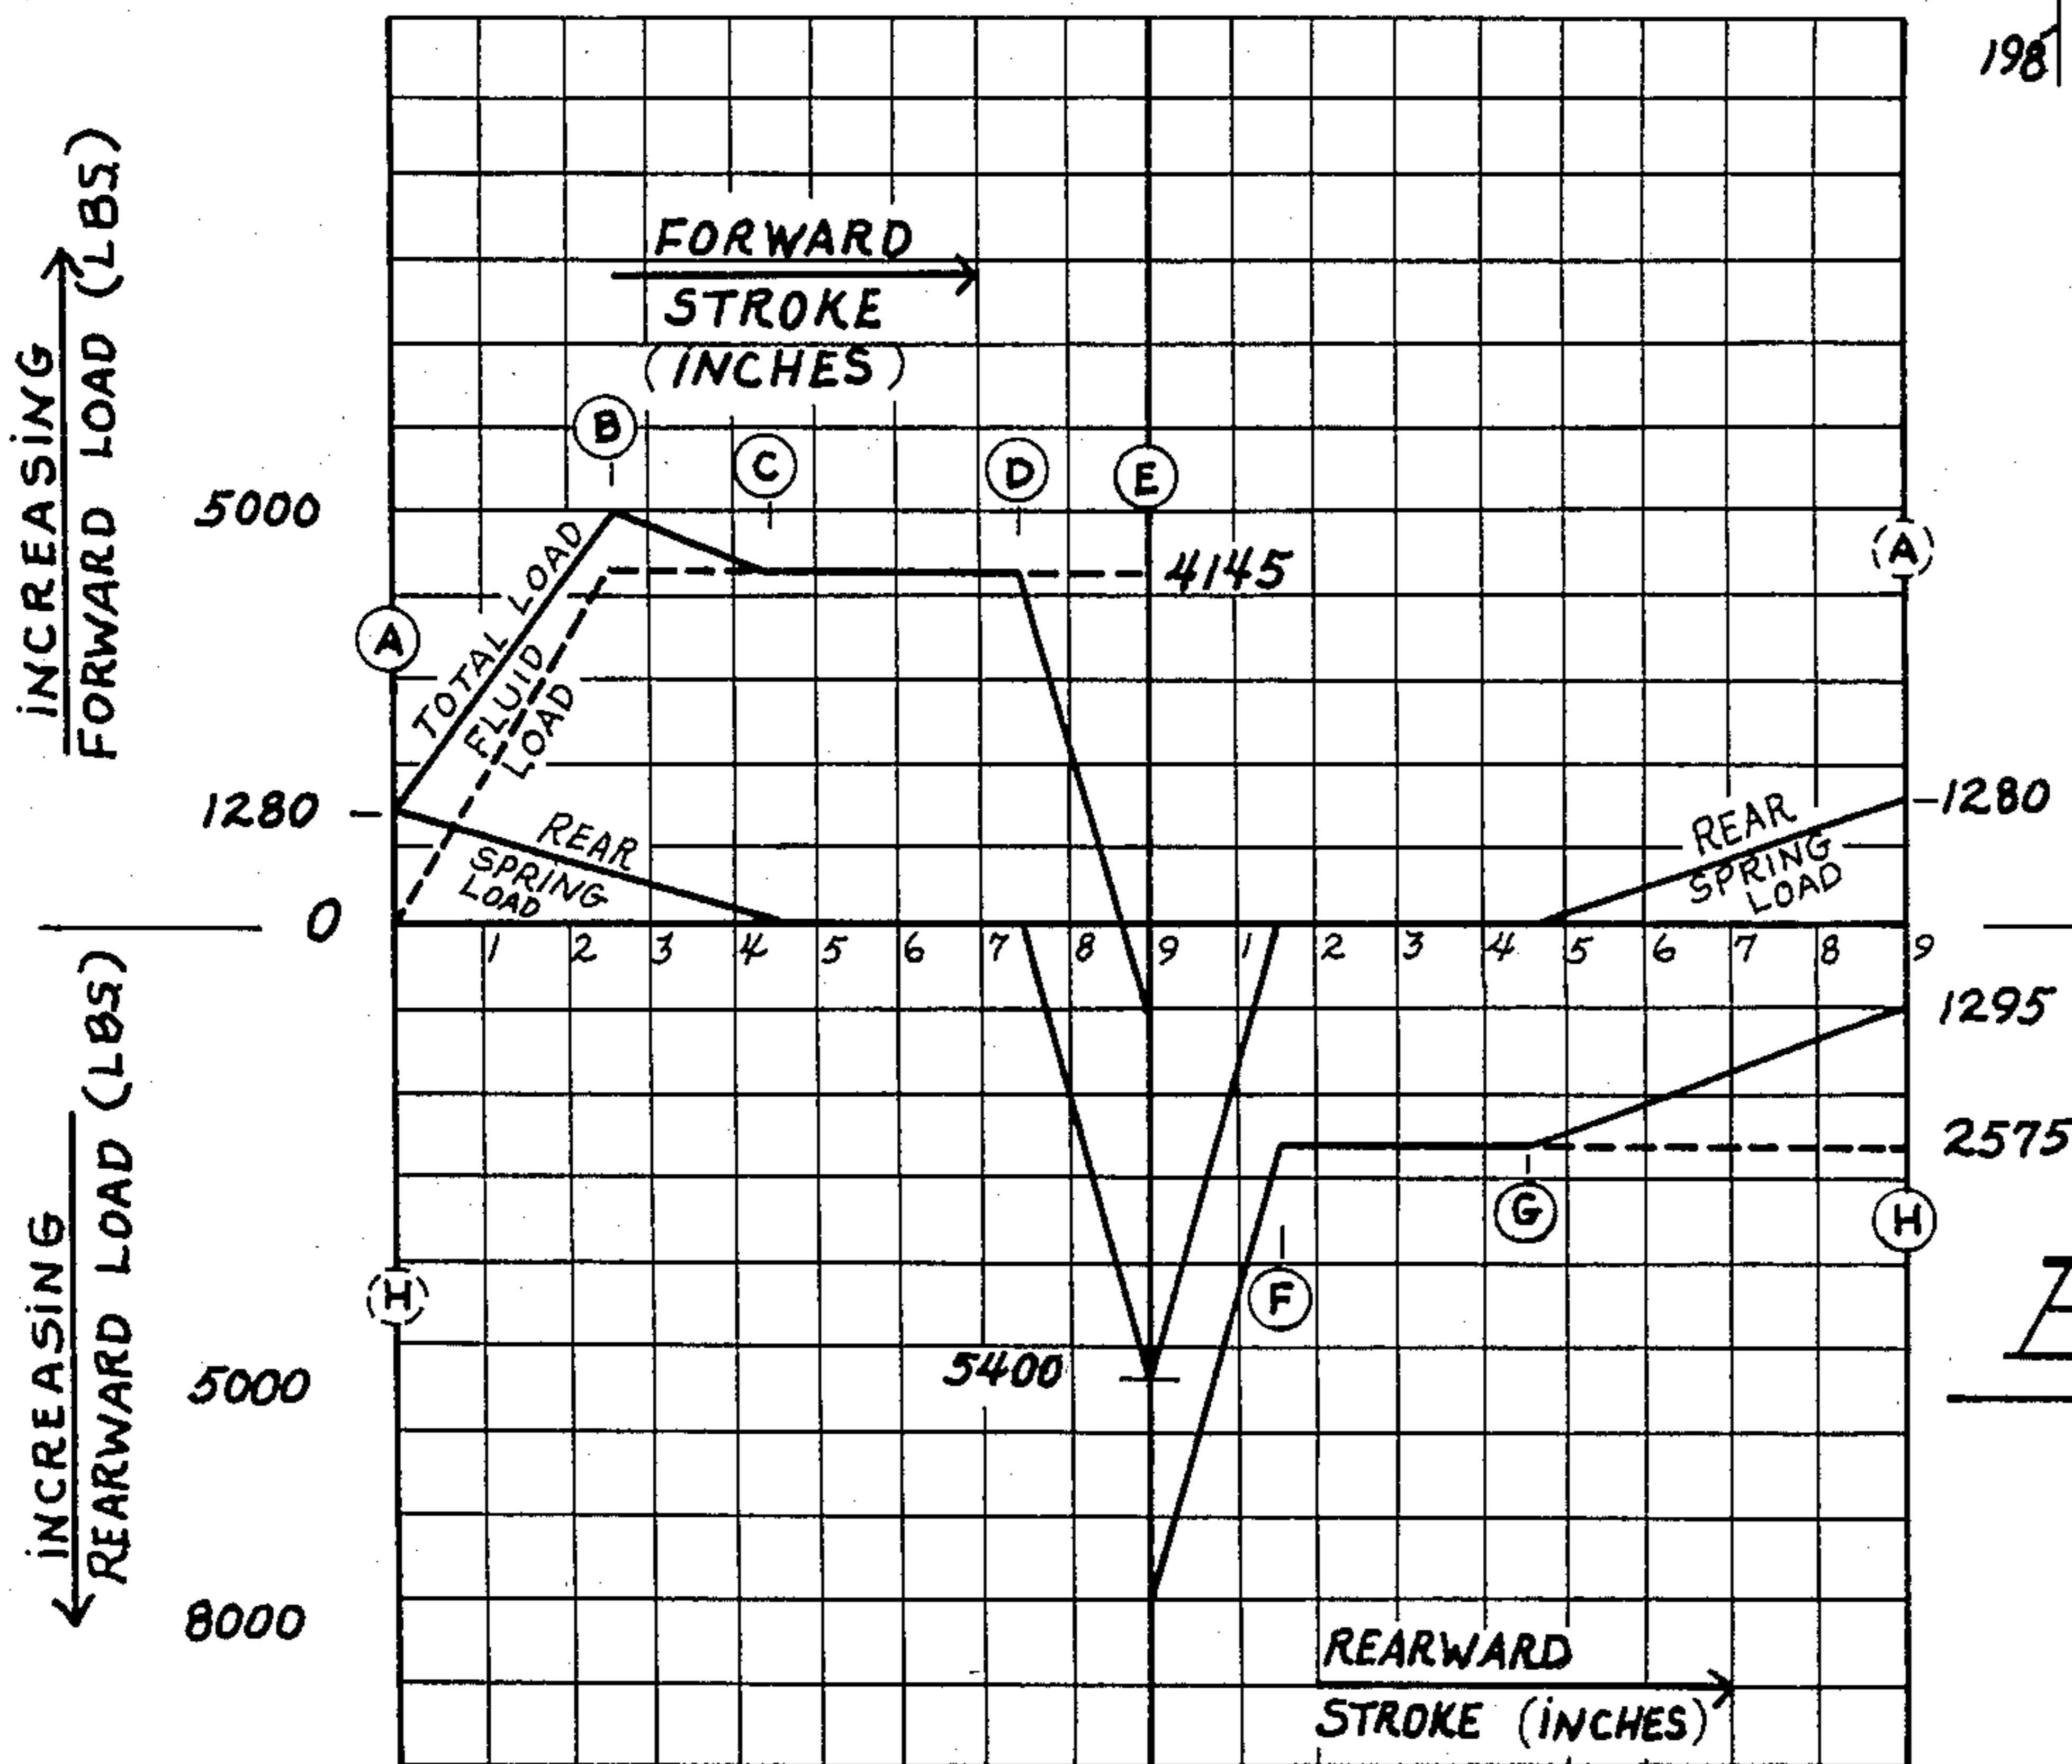 198
INCREASING
FORWARD LOAD (LBS)
FORWARD
STROKE
(INCHES)
B
C
D
E
5000
A
4145
A
TOTAL LOAD
FLUID
LOAD
1280
REAR
SPRING
LOAD
REAR
SPRING
LOAD
1280
0
1 2 3 4 5 6 7 8 9 1 2 3 4 5 6 7 8 9
INCREASING
REARWARD LOAD (LBS)
1295
2575
G
H
F
H
5400
5000
8000
REARWARD
STROKE (INCHES)